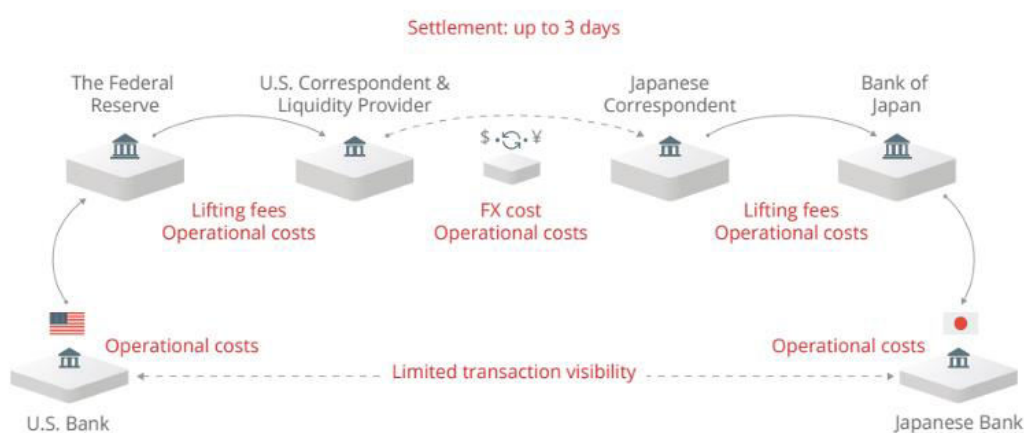 Settlement: up to 3 days
The Federal
Reserve
U.S. Correspondent &
Liquidity Provider
Japanese
Correspondent
Bank of
Japan
$ ¥
Lifting fees
Operational costs
FX cost
Operational costs
Lifting fees
Operational costs
Operational costs
Operational costs
Limited transaction visibility
U.S. Bank
Japanese Bank